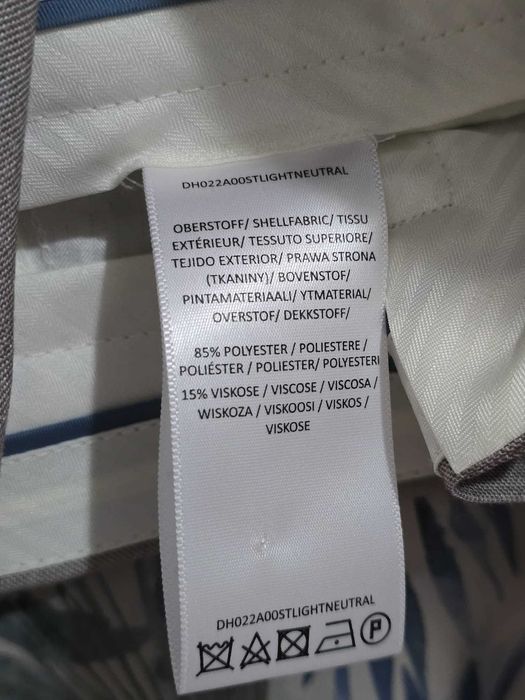 DH022A00STLIGHTNEUTRAL
OBERSTOFF/ SHELLFABRIC/ TISSU
EXTÉRIEUR/ TESSUTO SUPERIORE/
TEJIDO EXTERIOR/ PRAWA STRONA
(TKANINY)/ BOVENSTOF/
PINTAMATERIAALI/ YTMATERIAL/
OVERSTOF/ DEKKSTOFF/
85% POLYESTER / POLIESTERE /
POLIÉSTER / POLIESTER/ POLYESTERI
15% VISKOSE / VISCOSE / VISCOSA /
WISKOZA / VISKOOSI / VISKOS /
VISKOSE
DH022A00STLIGHTNEUTRAL
P